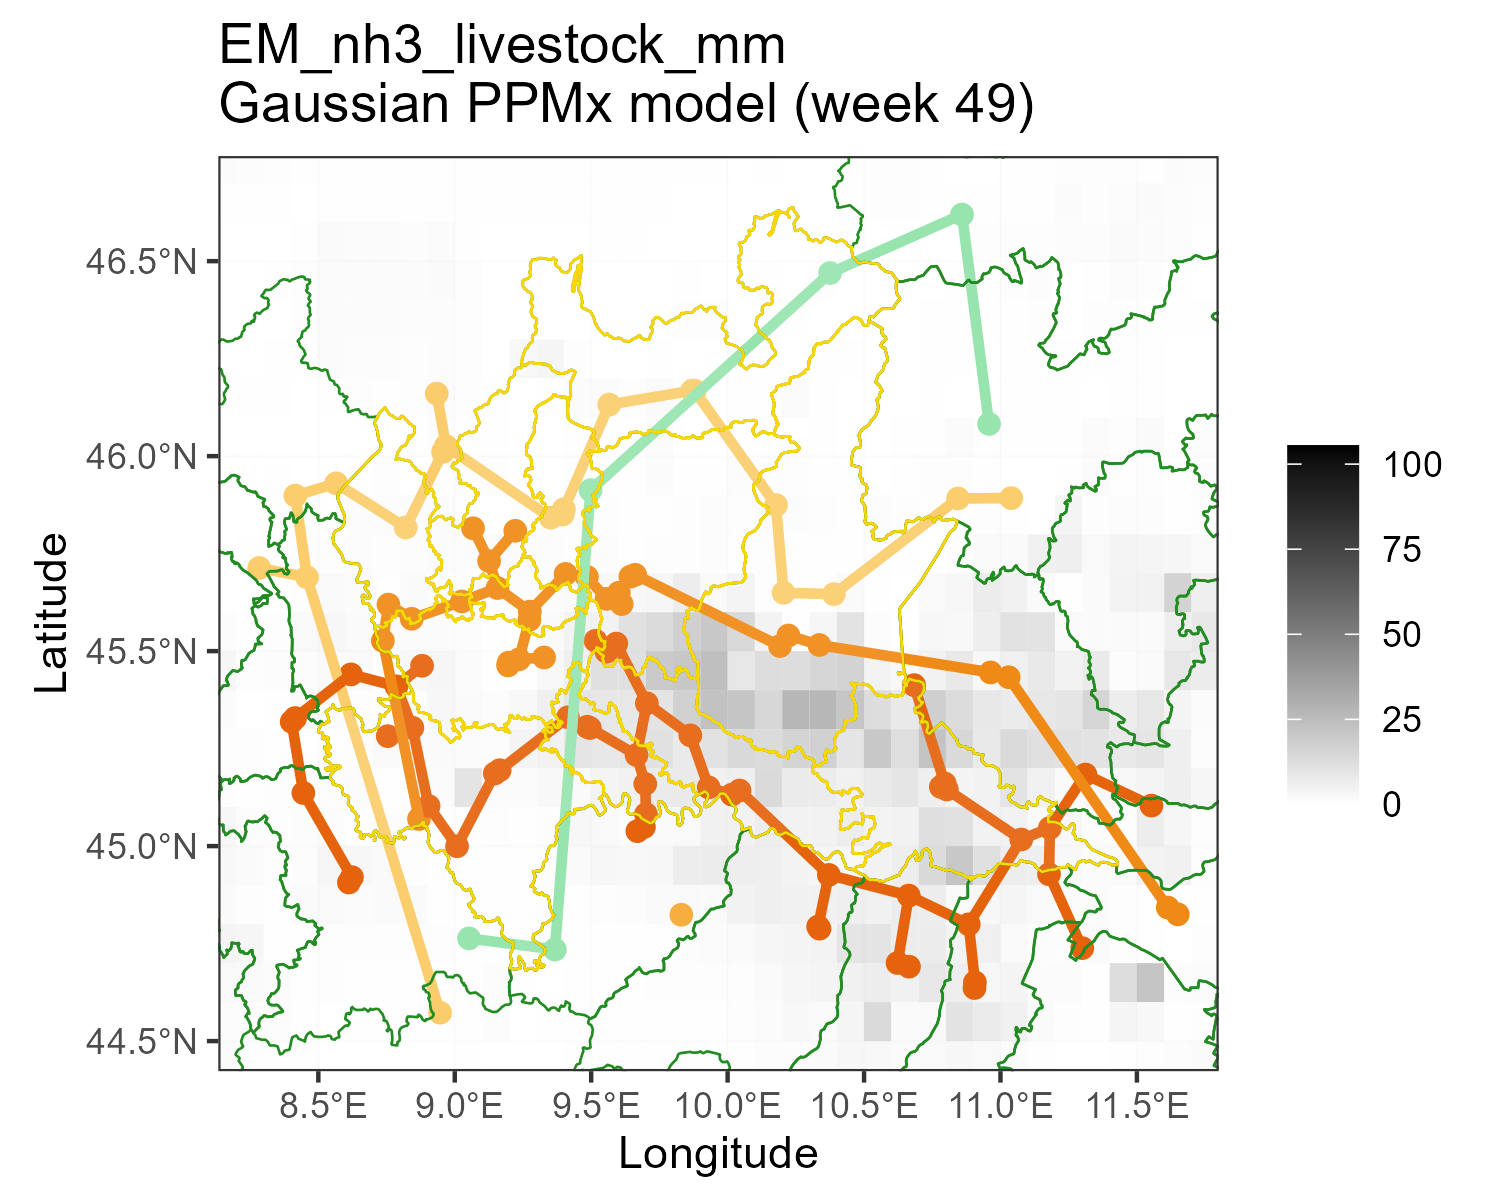 EM_nh3_livestock_mm
Gaussian PPMx model (week 49)
46.5°N
46.0°N
45.5°N
45.0°N
44.5°N
Latitude
8.5°E
9.0°E
9.5°E
10.0°E
10.5°E
11.0°E
11.5°E
Longitude
100
75
50
25
0